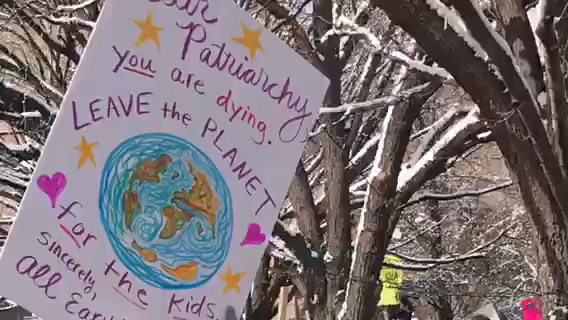 Patriarchy,
you are dying.
LEAVE the PLANET
for the kids.
sincerely,
all